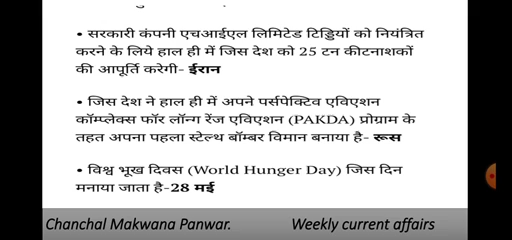 • सरकारी कंपनी एचआईएल लिमिटेड टिड्डियों को नियंत्रित
करने के लिये हाल ही में जिस देश को 25 टन कीटनाशकों
की आपूर्ति करेगी- ईरान
• जिस देश ने हाल ही में अपने पर्सपेक्टिव एविएशन
कॉम्प्लेक्स फॉर लॉन्ग रेंज एविएशन (PAKDA) प्रोग्राम के
तहत अपना पहला स्टेल्थ बॉम्बर विमान बनाया है- रूस
• विश्व भूख दिवस (World Hunger Day) जिस दिन
मनाया जाता है-28 मई
Chanchal Makwana Panwar. Weekly current affairs